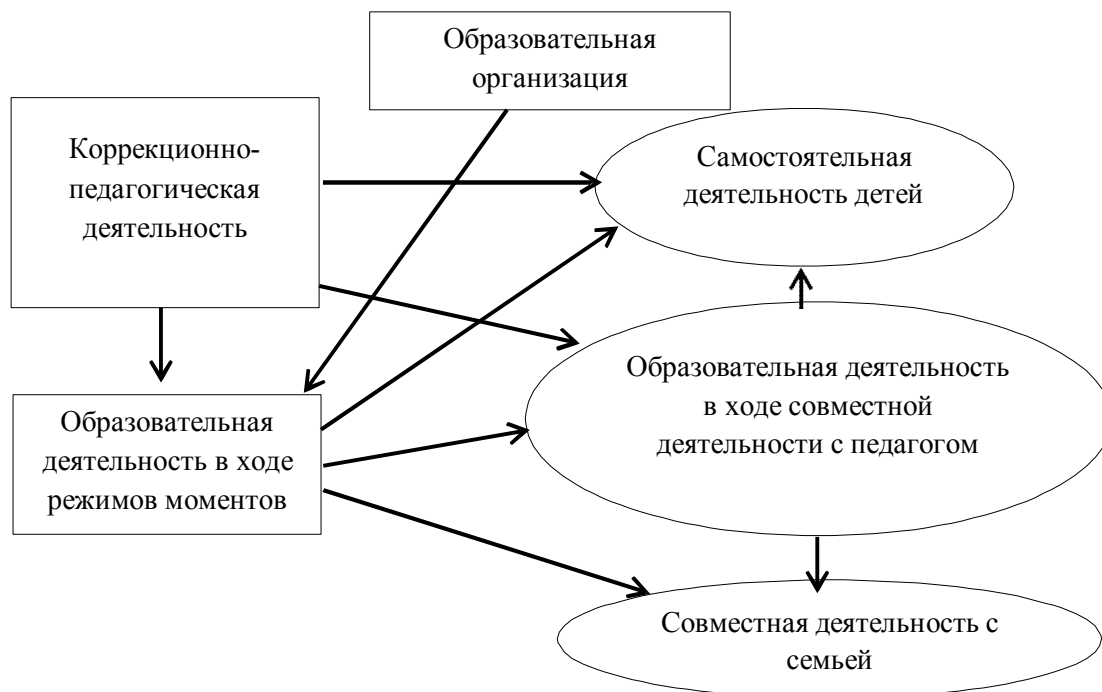 Образовательная
организация
Коррекционно-
педагогическая
деятельность
Самостоятельная
деятельность детей
Образовательная деятельность
в ходе совместной
деятельности с педагогом
Образовательная
деятельность в ходе
режимов моментов
Совместная деятельность с
семьей